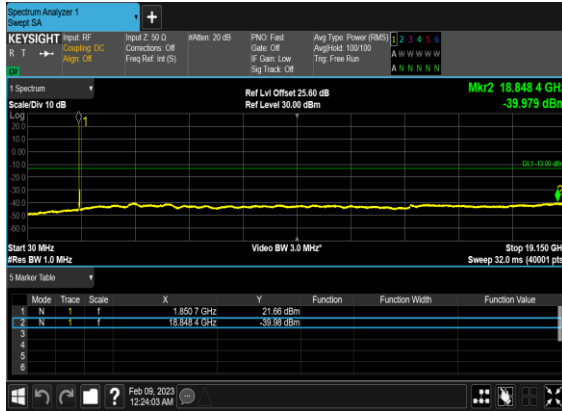 Spectrum Analyzer 1
Swept SA
+
KEYSIGHT Input: RF Input Z: 50 Ω #Atten: 20 dB PNO: Fast Avg Type: Power (RMS) 1 2 3 4 5 6
R T Coupling: DC Corrections: Off Gate: Off Avg|Hold: 100/100 A W W W W W
Align: Off Freq Ref: Int (S) IF Gain: Low Trig: Free Run
LU Sig Track: Off A N N N N N
1 Spectrum Ref Lvl Offset 25.60 dB Mkr2 18.848 4 GHz
Scale/Div 10 dB Ref Level 30.00 dBm -39.979 dBm
Log
20.0
10.0
0.00
-10.0
-20.0
-30.0
-40.0
-50.0
-60.0
1
DL1 -13.00 dBm
Start 30 MHz Video BW 3.0 MHz* Stop 19.150 GHz
#Res BW 1.0 MHz Sweep 32.0 ms (40001 pts)
5 Marker Table
Mode Trace Scale X Y Function Function Width Function Value
1 N 1 f 1.850 7 GHz 21.66 dBm
2 N 1 f 18.848 4 GHz -39.98 dBm
3
4
5
6
? Feb 09, 2023
12:24:03 AM